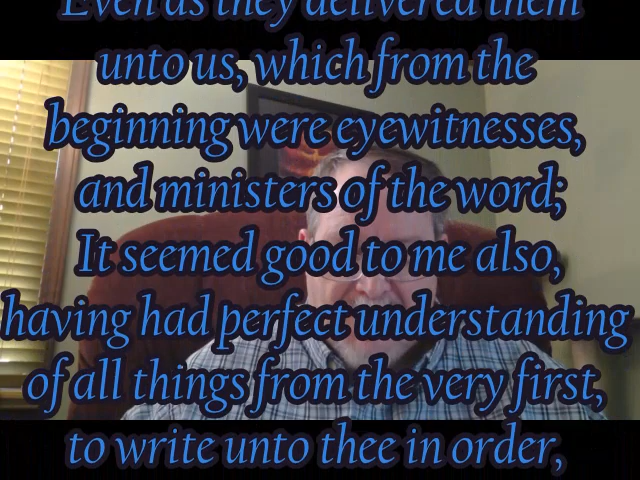 Even as they delivered them
unto us, which from the
beginning were eyewitnesses,
and ministers of the word;
It seemed good to me also,
having had perfect understanding
of all things from the very first,
to write unto thee in order,